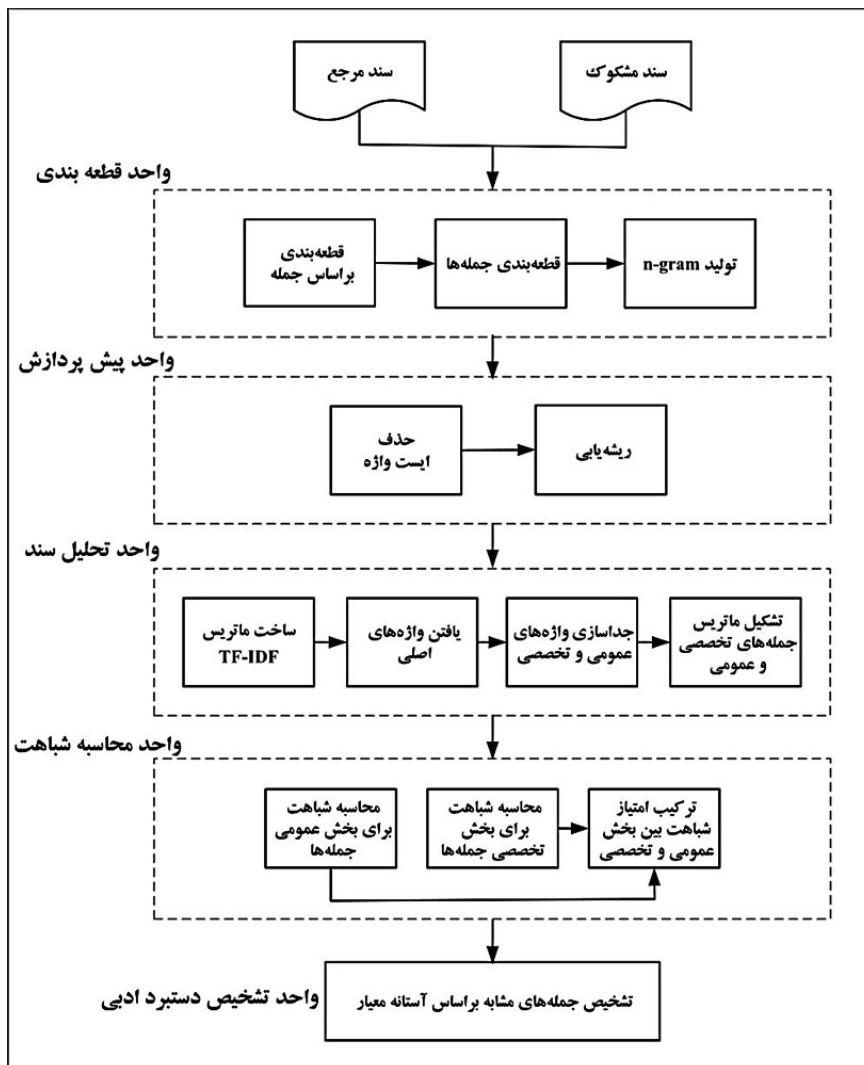 سند مرجع
سند مشکوک
واحد قطعه بندی
قطعه‌بندی
براساس جمله
قطعه‌بندی جمله‌ها
تولید n-gram
واحد پیش پردازش
حذف
ایست واژه
ریشه‌یابی
واحد تحلیل سند
ساخت ماتریس
TF-IDF
یافتن واژه‌های
اصلی
جداسازی واژه‌های
عمومی و تخصصی
تشکیل ماتریس
جمله‌های تخصصی
و عمومی
واحد محاسبه شباهت
محاسبه شباهت
برای بخش عمومی
جمله‌ها
محاسبه شباهت
برای بخش
تخصصی جمله‌ها
ترکیب امتیاز
شباهت بین بخش
عمومی و تخصصی
واحد تشخیص دستبرد ادبی
تشخیص جمله‌های مشابه براساس آستانه معیار